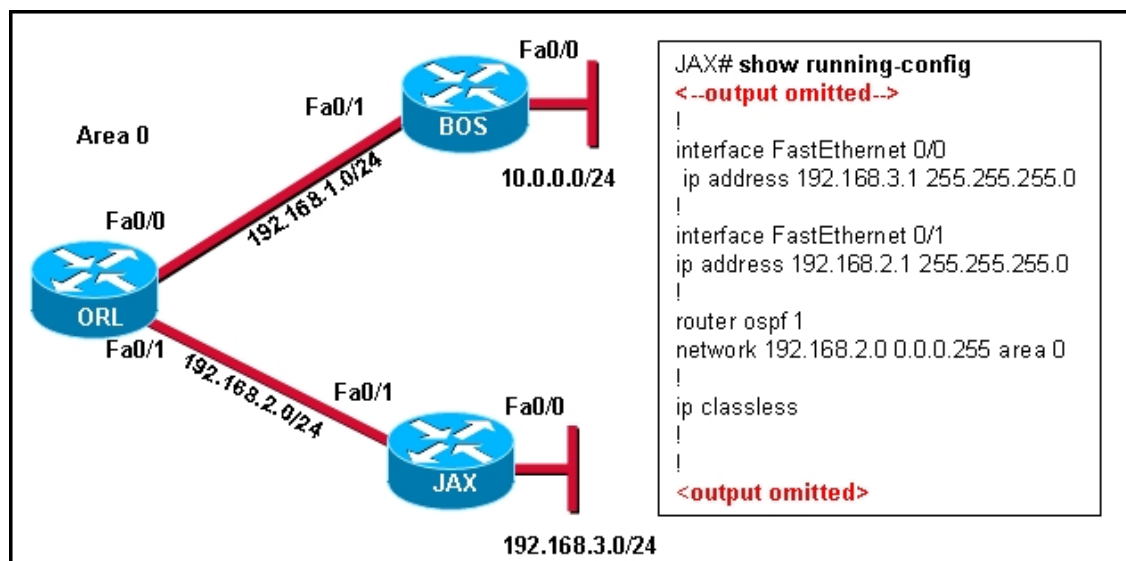 Fa0/0
Fa0/1
BOS
Area 0
10.0.0.0/24
192.168.1.0/24
Fa0/0
ORL
Fa0/1
192.168.2.0/24
Fa0/1
Fa0/0
JAX
192.168.3.0/24
JAX# show running-config
<--output omitted-->
!
interface FastEthernet 0/0
ip address 192.168.3.1 255.255.255.0
!
interface FastEthernet 0/1
ip address 192.168.2.1 255.255.255.0
!
router ospf 1
network 192.168.2.0 0.0.0.255 area 0
!
ip classless
!
!
<output omitted>